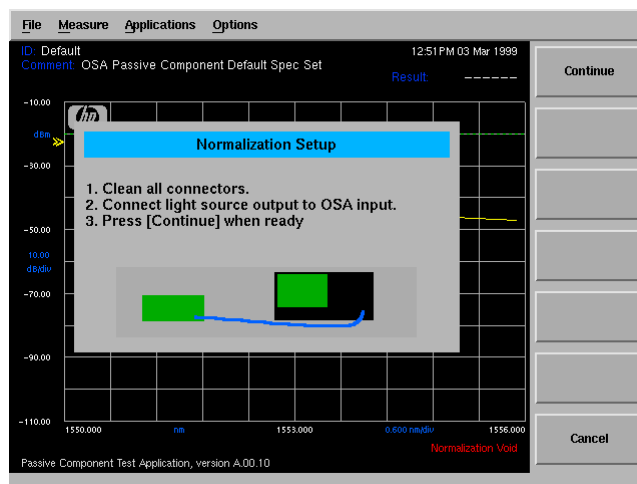 File Measure Applications Options
ID: Default 12:51PM 03 Mar 1999
Comment: OSA Passive Component Default Spec Set
Result: ------
Continue
-10.00
hp
dBm
Normalization Setup
-30.00
1. Clean all connectors.
2. Connect light source output to OSA input.
3. Press [Continue] when ready
-50.00
10.00
dB/div
-70.00
-90.00
-110.00
1550.000 nm 1553.000 0.600 nm/div 1556.000
Normalization Void
Cancel
Passive Component Test Application, version A.00.10